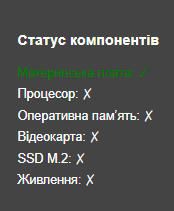 Статус компонентів
Материнська плата: ✓
Процесор: ✗
Оперативна пам'ять: ✗
Відеокарта: ✗
SSD M.2: ✗
Живлення: ✗